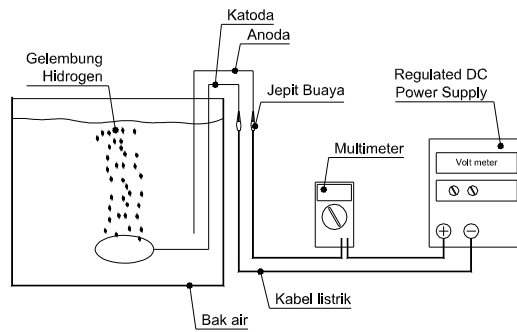 Katoda
Anoda
Gelembung
Hidrogen
Jepit Buaya
Regulated DC
Power Supply
Multimeter
Volt meter
+
−
Kabel listrik
Bak air